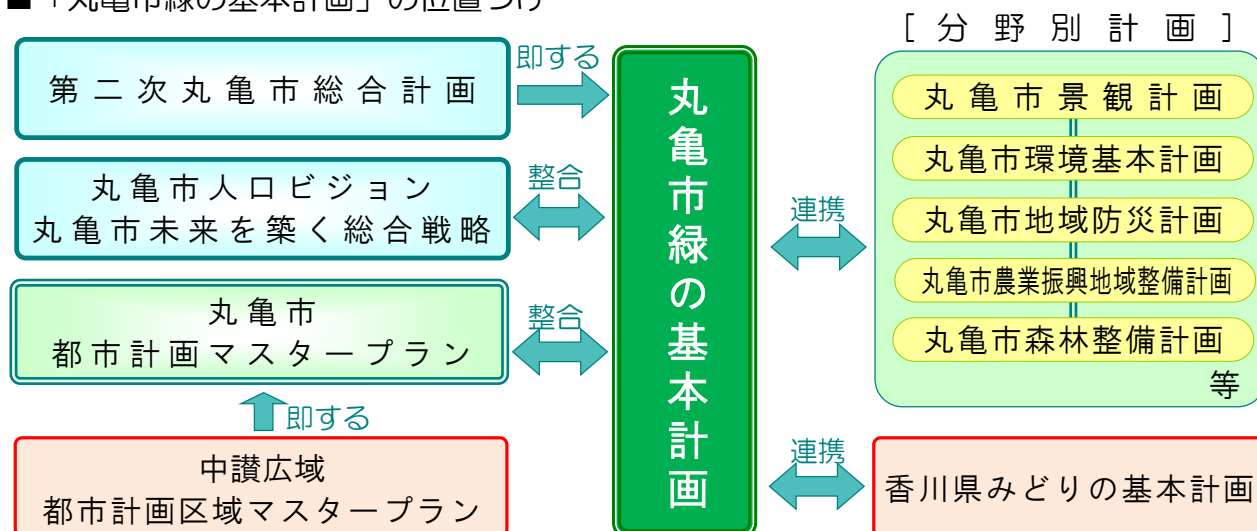 ■「丸亀市緑の基本計画」の位置づけ
第二次丸亀市総合計画
即する
丸亀市人口ビジョン
丸亀市未来を築く総合戦略
整合
丸亀市
都市計画マスタープラン
整合
即する
中讃広域
都市計画区域マスタープラン
丸亀市緑の基本計画
連携
[分野別計画]
丸亀市景観計画
丸亀市環境基本計画
丸亀市地域防災計画
丸亀市農業振興地域整備計画
丸亀市森林整備計画
等
連携
香川県みどりの基本計画